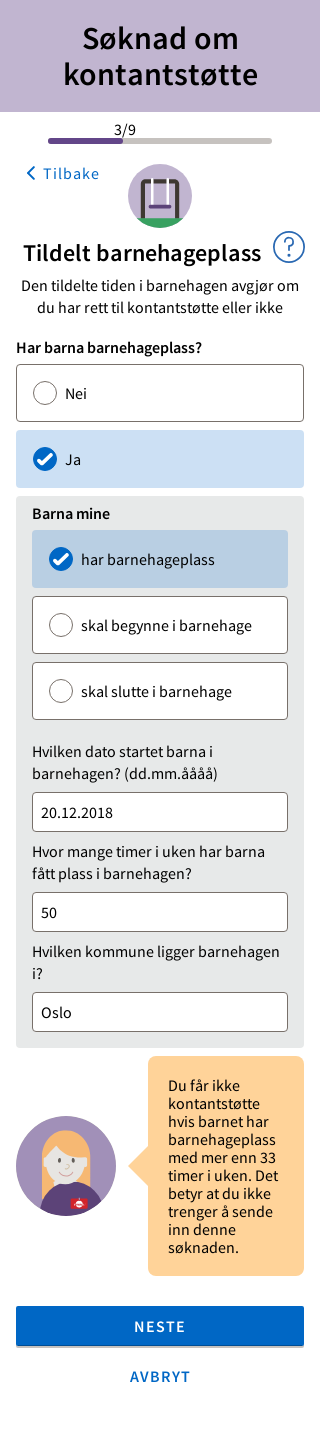 Søknad om
kontantstøtte
3/9
Tilbake
Tildelt barnehageplass
?
Den tildelte tiden i barnehagen avgjør om
du har rett til kontantstøtte eller ikke
Har barna barnehageplass?
Nei
Ja
Barna mine
har barnehageplass
skal begynne i barnehage
skal slutte i barnehage
Hvilken dato startet barna i
barnehagen? (dd.mm.åååå)
20.12.2018
Hvor mange timer i uken har barna
fått plass i barnehagen?
50
Hvilken kommune ligger barnehagen
i?
Oslo
Du får ikke
kontantstøtte
hvis barnet har
barnehageplass
med mer enn 33
timer i uken. Det
betyr at du ikke
trenger å sende
inn denne
søknaden.
NESTE
AVBRYT